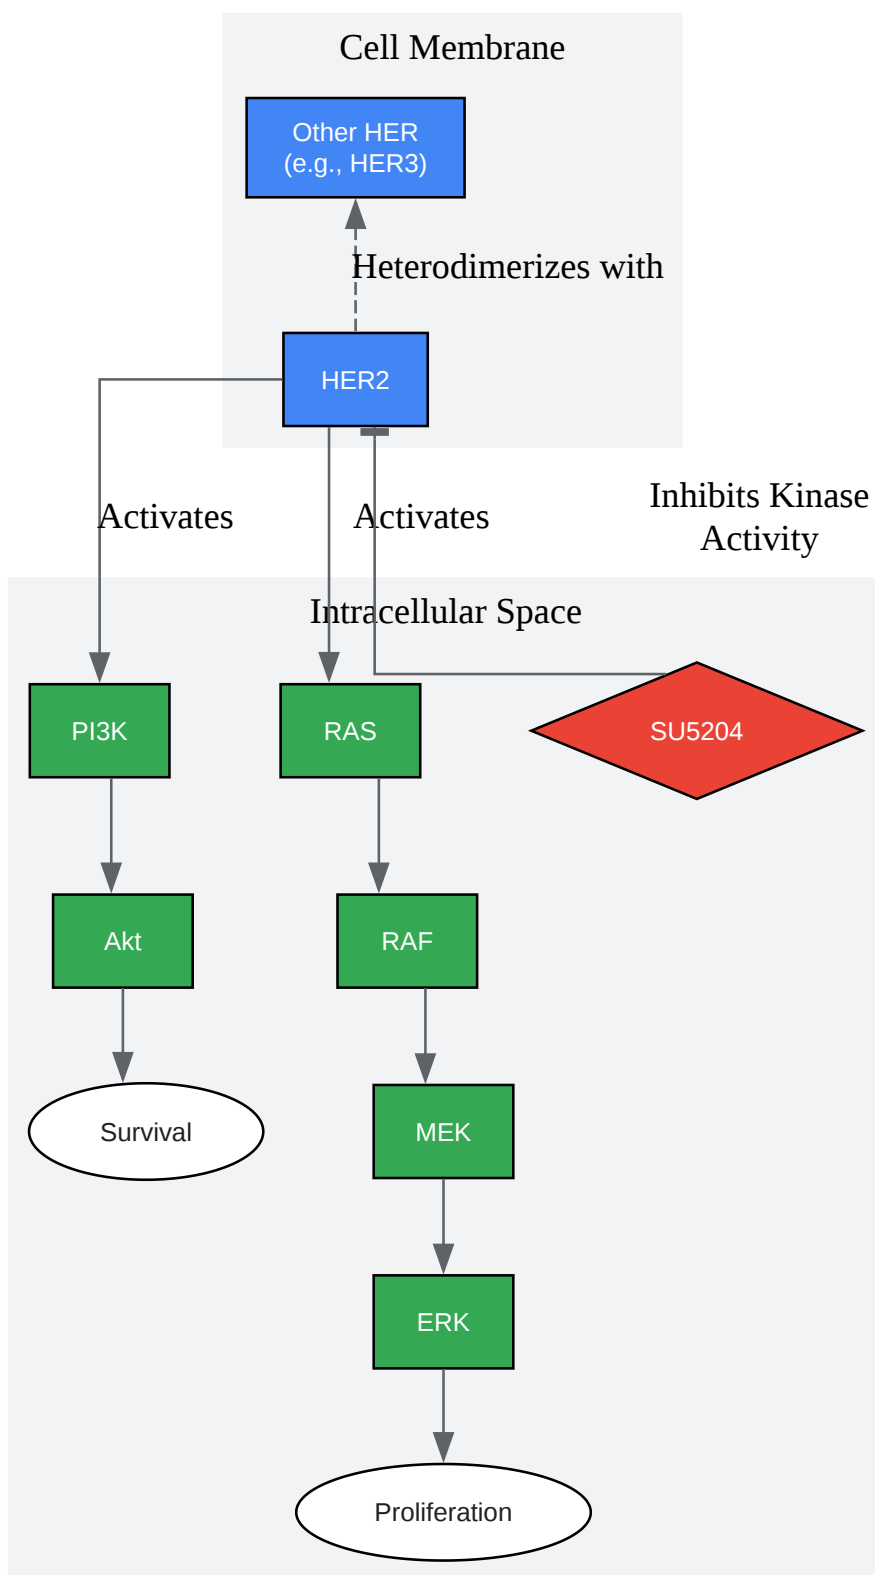 Cell Membrane
Other HER
(e.g., HER3)
Heterodimerizes with
HER2
Activates
Activates
Inhibits Kinase
Activity
Intracellular Space
PI3K
RAS
SU5204
Akt
RAF
Survival
MEK
ERK
Proliferation